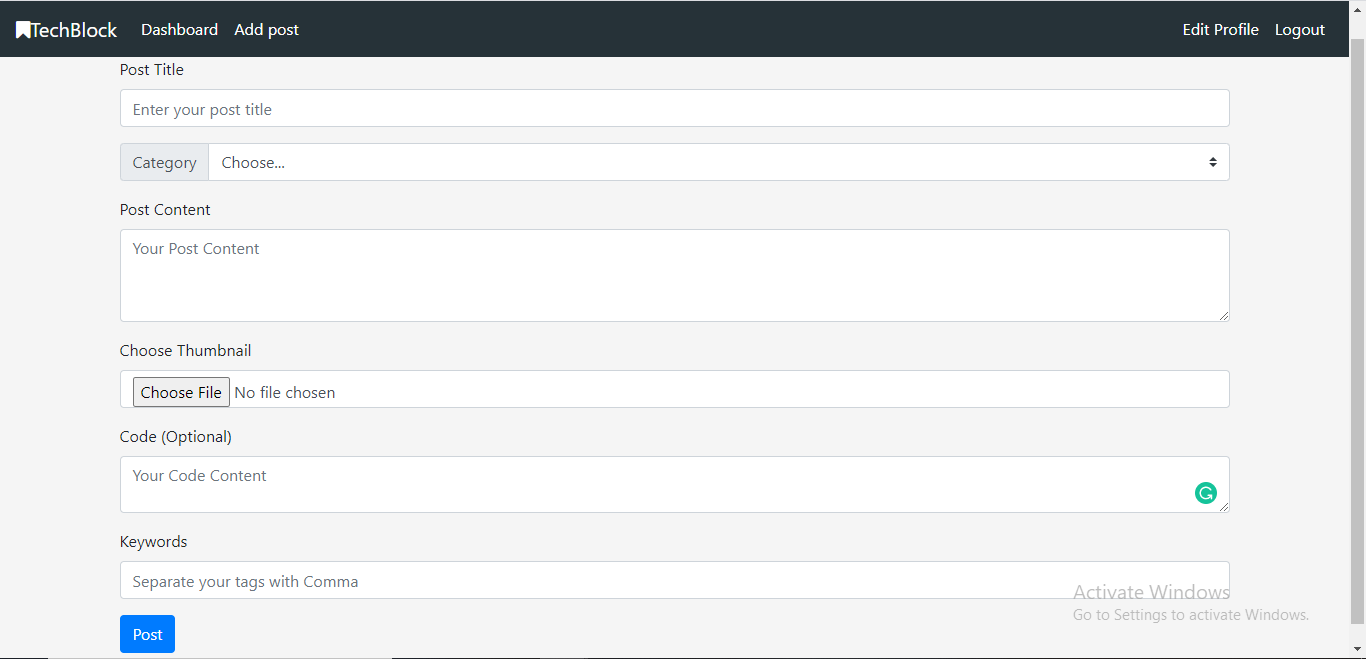 TechBlock Dashboard Add post Edit Profile Logout
Post Title
Enter your post title
Category Choose...
Post Content
Your Post Content
Choose Thumbnail
Choose File No file chosen
Code (Optional)
Your Code Content
G
Keywords
Separate your tags with Comma
Activate Windows
Go to Settings to activate Windows.
Post